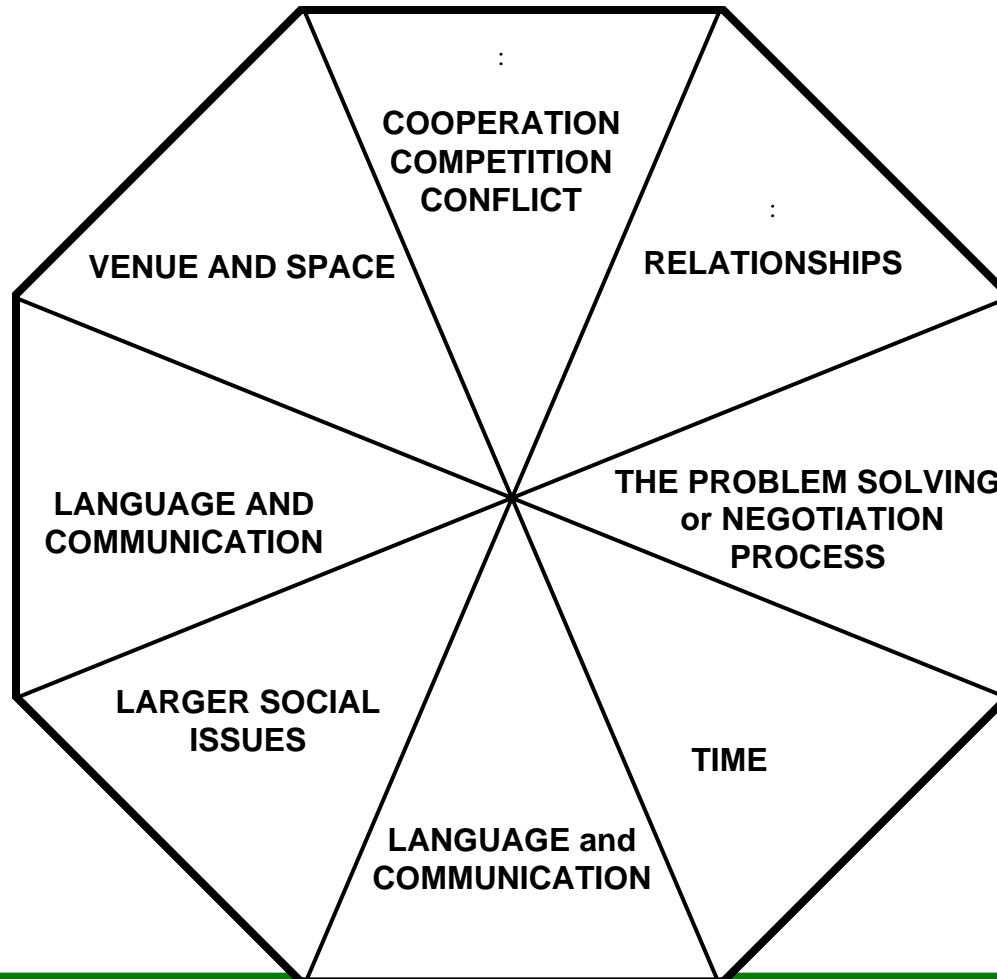 :
COOPERATION
COMPETITION
CONFLICT
:
RELATIONSHIPS
VENUE AND SPACE
THE PROBLEM SOLVING
or NEGOTIATION
PROCESS
LANGUAGE AND
COMMUNICATION
LARGER SOCIAL
ISSUES
TIME
LANGUAGE and
COMMUNICATION